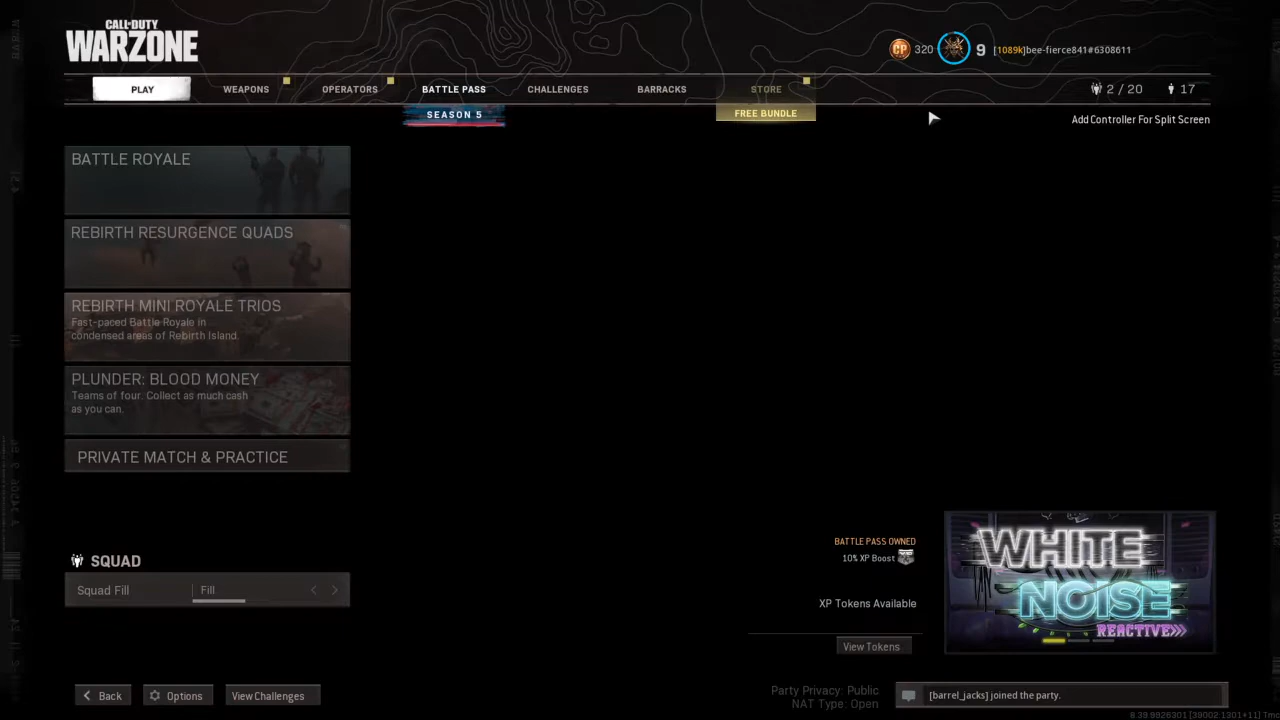 CALL OF DUTY
WARZONE
CP 320 9 [1089k]bee-fierce841#6308611
PLAY WEAPONS OPERATORS BATTLE PASS CHALLENGES BARRACKS STORE 2 / 20 17
SEASON 5 FREE BUNDLE
Add Controller For Split Screen
BATTLE ROYALE
REBIRTH RESURGENCE QUADS
REBIRTH MINI ROYALE TRIOS
Fast-paced Battle Royale in
condensed areas of Rebirth Island.
PLUNDER: BLOOD MONEY
Teams of four. Collect as much cash
as you can.
PRIVATE MATCH & PRACTICE
SQUAD
Squad Fill Fill
BATTLE PASS OWNED
10% XP Boost
XP Tokens Available
View Tokens
WHITE
NOISE
REACTIVE>>>
Back Options View Challenges
Party Privacy: Public
NAT Type: Open
[barrel_jacks] joined the party.